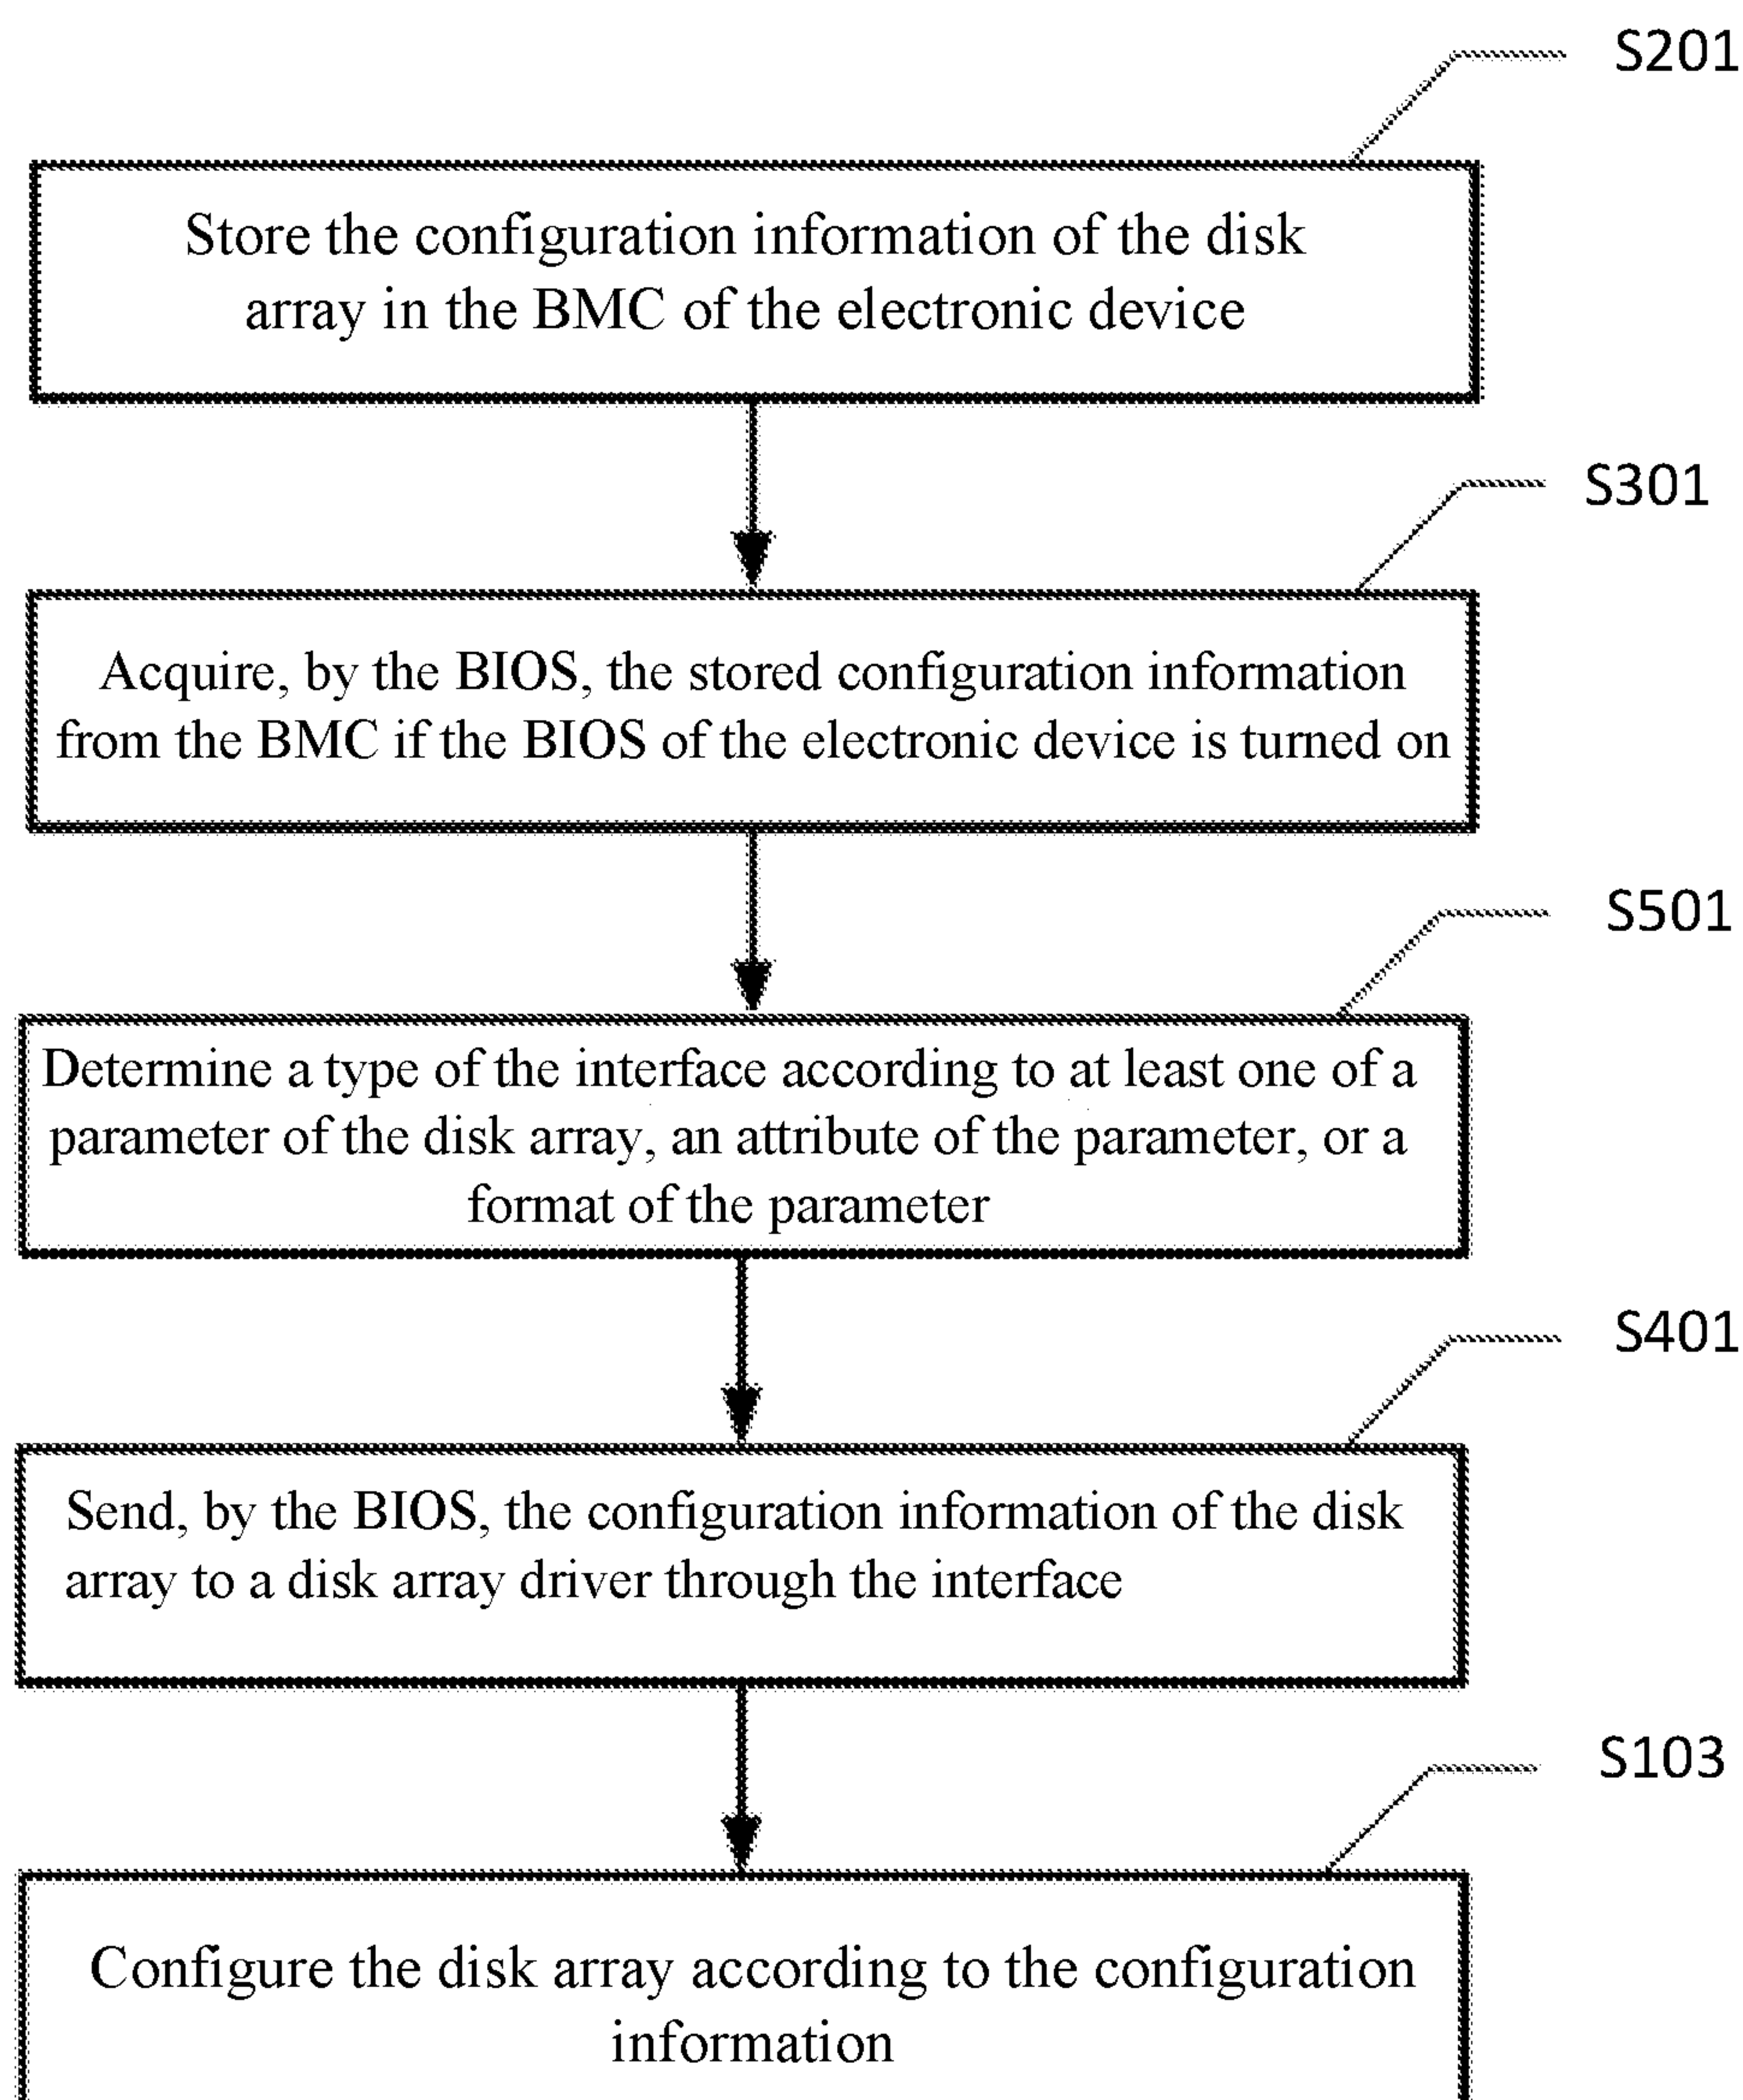 S201
Store the configuration information of the disk
array in the BMC of the electronic device
S301
Acquire, by the BIOS, the stored configuration information
from the BMC if the BIOS of the electronic device is turned on
S501
Determine a type of the interface according to at least one of a
parameter of the disk array, an attribute of the parameter, or a
format of the parameter
S401
Send, by the BIOS, the configuration information of the disk
array to a disk array driver through the interface
S103
Configure the disk array according to the configuration
information